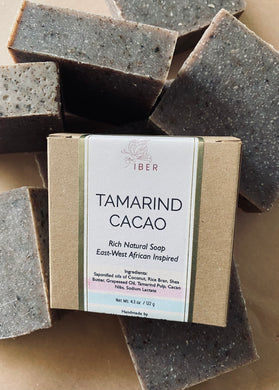 IBER
TAMARIND
CACAO
Rich Natural Soap
East-West African Inspired
Ingredients:
Saponified oils of Coconut, Rice Bran, Shea
Butter, Grapeseed Oil, Tamarind Pulp, Cacao
Nibs, Sodium Lactate
Net Wt. 4.3 oz / 122 g
Handmade by